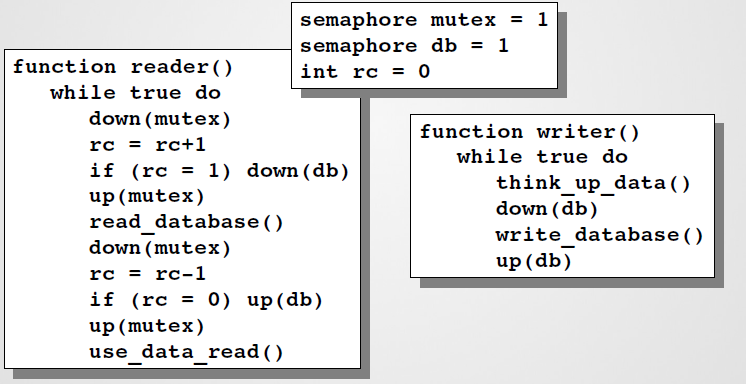 semaphore mutex = 1
semaphore db = 1
int rc = 0
function reader()
while true do
down(mutex)
rc = rc+1
if (rc = 1) down(db)
up(mutex)
read_database()
down(mutex)
rc = rc-1
if (rc = 0) up(db)
up(mutex)
use_data_read()
function writer()
while true do
think_up_data()
down(db)
write_database()
up(db)